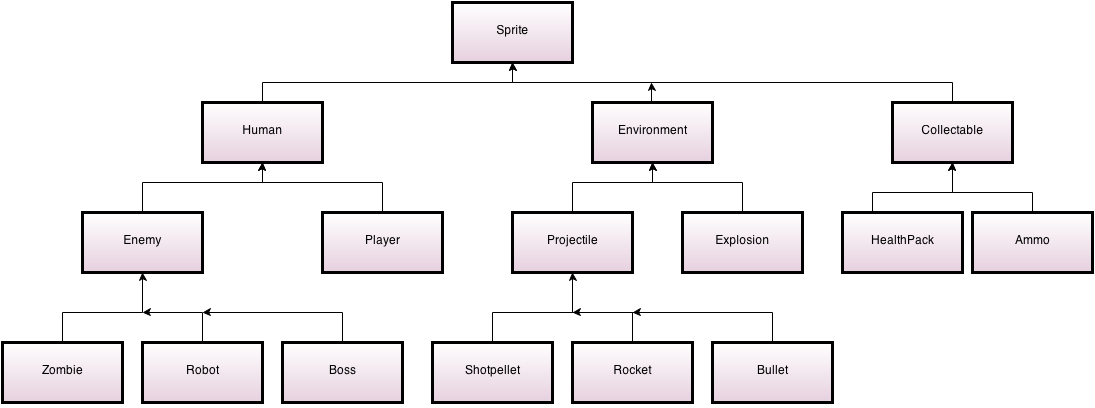 Sprite
Human
Environment
Collectable
Enemy
Player
Projectile
Explosion
HealthPack
Ammo
Zombie
Robot
Boss
Shotpellet
Rocket
Bullet